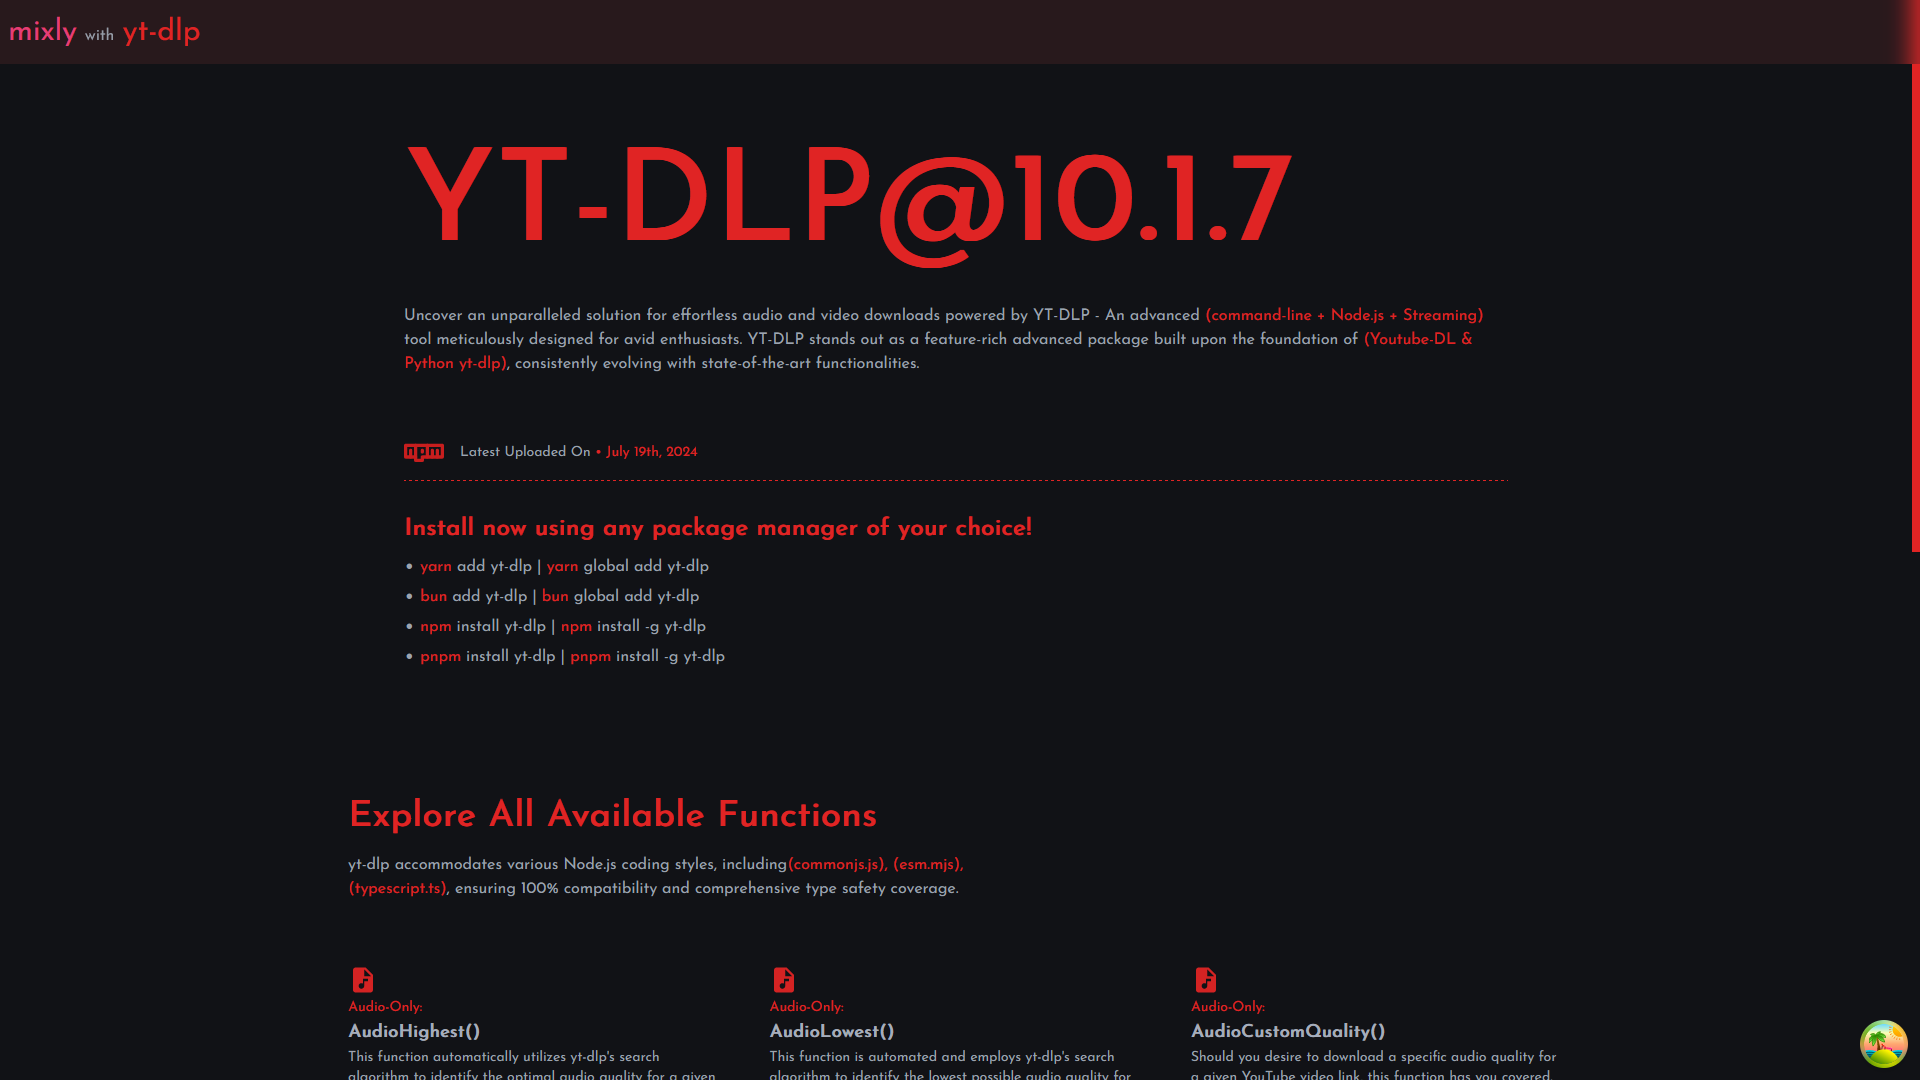 mixly with yt-dlp
YT-DLP@10.1.7
Uncover an unparalleled solution for effortless audio and video downloads powered by YT-DLP - An advanced (command-line + Node.js + Streaming)
tool meticulously designed for avid enthusiasts. YT-DLP stands out as a feature-rich advanced package built upon the foundation of (Youtube-DL &
Python yt-dlp), consistently evolving with state-of-the-art functionalities.
npm Latest Uploaded On • July 19th, 2024
Install now using any package manager of your choice!
• yarn add yt-dlp | yarn global add yt-dlp
• bun add yt-dlp | bun global add yt-dlp
• npm install yt-dlp | npm install -g yt-dlp
• pnpm install yt-dlp | pnpm install -g yt-dlp
Explore All Available Functions
yt-dlp accommodates various Node.js coding styles, including(commonjs.js), (esm.mjs),
(typescript.ts), ensuring 100% compatibility and comprehensive type safety coverage.
Audio-Only:
AudioHighest()
This function automatically utilizes yt-dlp's search
algorithm to identify the optimal audio quality for a given
Audio-Only:
AudioLowest()
This function is automated and employs yt-dlp's search
algorithm to identify the lowest possible audio quality for
Audio-Only:
AudioCustomQuality()
Should you desire to download a specific audio quality for
a given YouTube video link, this function has you covered.